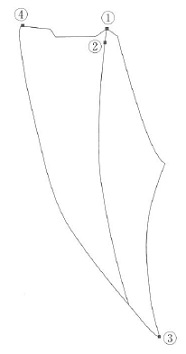 ④
①
②
③